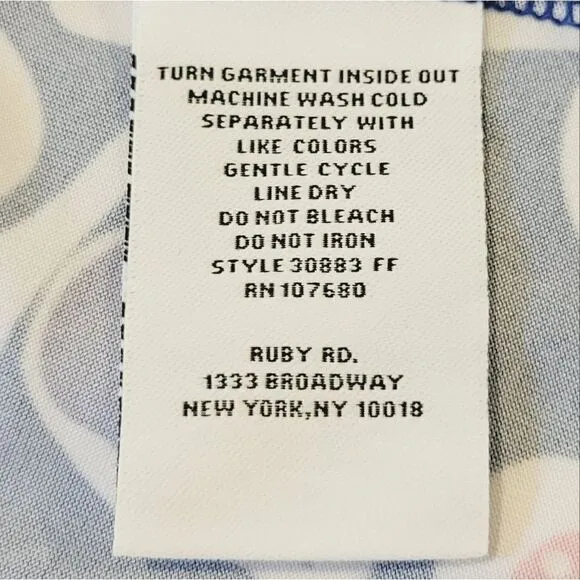 TURN GARMENT INSIDE OUT
MACHINE WASH COLD
SEPARATELY WITH
LIKE COLORS
GENTLE CYCLE
LINE DRY
DO NOT BLEACH
DO NOT IRON
STYLE 30883 FF
RN 107680
RUBY RD.
1333 BROADWAY
NEW YORK,NY 10018